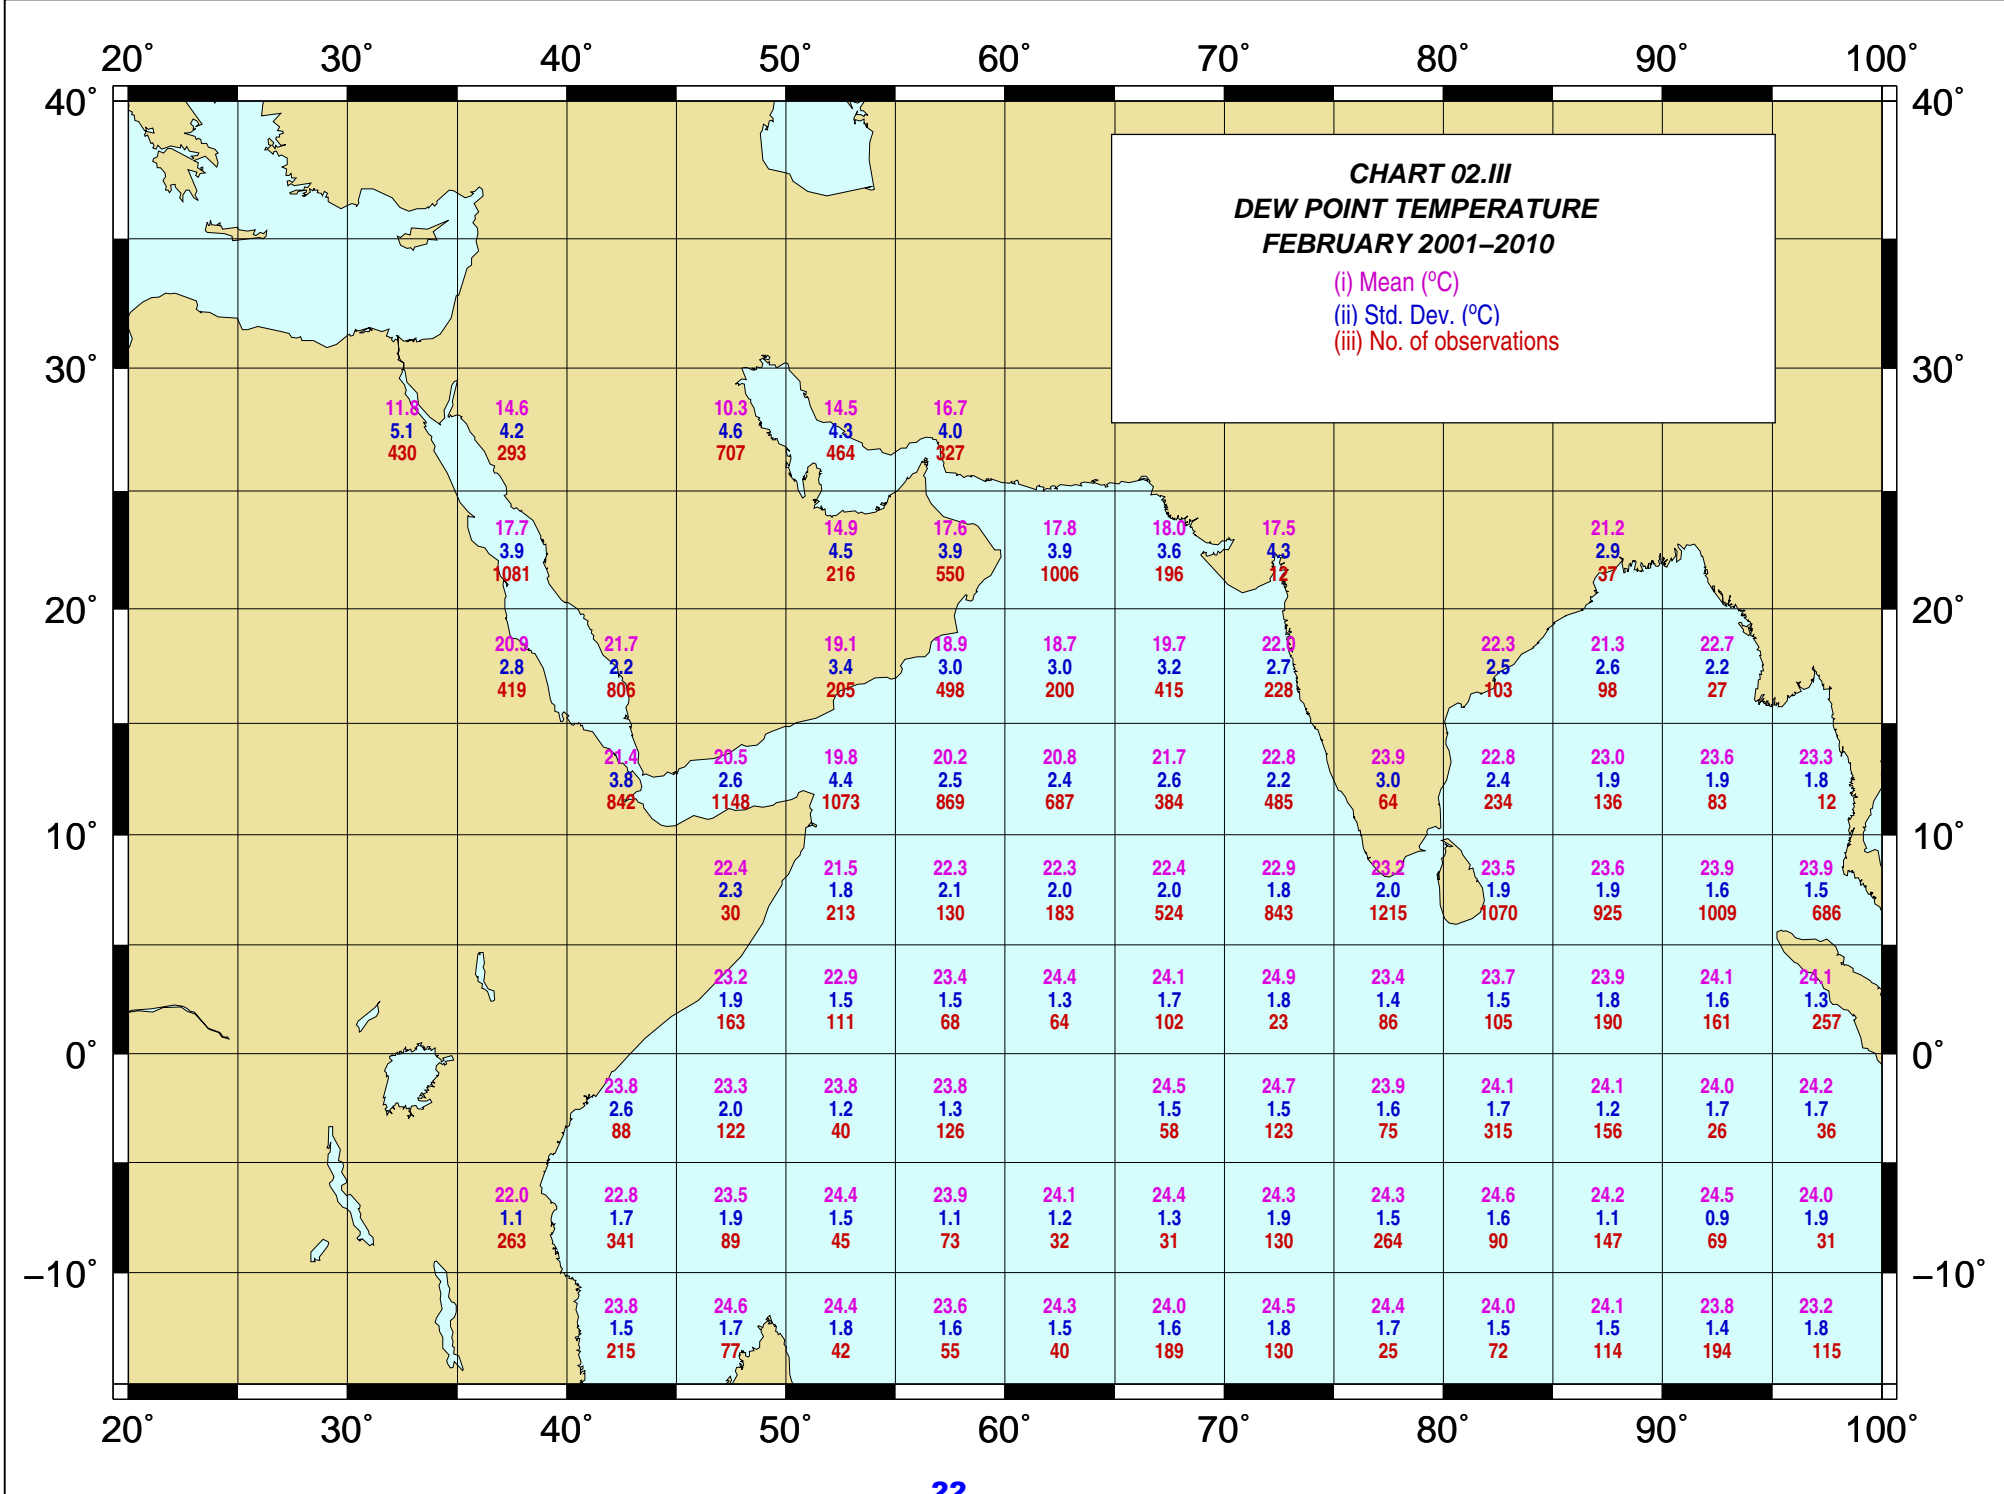 20° 30° 40° 50° 60° 70° 80° 90° 100°
40° 40°
CHART 02.III
DEW POINT TEMPERATURE
FEBRUARY 2001–2010
(i) Mean (ºC)
(ii) Std. Dev. (ºC)
(iii) No. of observations
30° 30°
11.8 14.6 10.3 14.5 16.7
5.1 4.2 4.6 4.3 4.0
430 293 707 464 327
17.7 14.9 17.6 17.8 18.0 17.5 21.2
3.9 4.5 3.9 3.9 3.6 4.3 2.9
1081 216 550 1006 196 12 37
20° 20°
20.9 21.7 19.1 18.9 18.7 19.7 22.0 22.3 21.3 22.7
2.8 2.2 3.4 3.0 3.0 3.2 2.7 2.5 2.6 2.2
419 806 205 498 200 415 228 103 98 27
21.4 20.5 19.8 20.2 20.8 21.7 22.8 23.9 22.8 23.0 23.6 23.3
3.8 2.6 4.4 2.5 2.4 2.6 2.2 3.0 2.4 1.9 1.9 1.8
842 1148 1073 869 687 384 485 64 234 136 83 12
10° 10°
22.4 21.5 22.3 22.3 22.4 22.9 23.2 23.5 23.6 23.9 23.9
2.3 1.8 2.1 2.0 2.0 1.8 2.0 1.9 1.9 1.6 1.5
30 213 130 183 524 843 1215 1070 925 1009 686
23.2 22.9 23.4 24.4 24.1 24.9 23.4 23.7 23.9 24.1 24.1
1.9 1.5 1.5 1.3 1.7 1.8 1.4 1.5 1.8 1.6 1.3
163 111 68 64 102 23 86 105 190 161 257
0° 0°
23.8 23.3 23.8 23.8 24.5 24.7 23.9 24.1 24.1 24.0 24.2
2.6 2.0 1.2 1.3 1.5 1.5 1.6 1.7 1.2 1.7 1.7
88 122 40 126 58 123 75 315 156 26 36
22.0 22.8 23.5 24.4 23.9 24.1 24.4 24.3 24.3 24.6 24.2 24.5 24.0
1.1 1.7 1.9 1.5 1.1 1.2 1.3 1.9 1.5 1.6 1.1 0.9 1.9
263 341 89 45 73 32 31 130 264 90 147 69 31
−10° −10°
23.8 24.6 24.4 23.6 24.3 24.0 24.5 24.4 24.0 24.1 23.8 23.2
1.5 1.7 1.8 1.6 1.5 1.6 1.8 1.7 1.5 1.5 1.4 1.8
215 77 42 55 40 189 130 25 72 114 194 115
20° 30° 40° 50° 60° 70° 80° 90° 100°
22